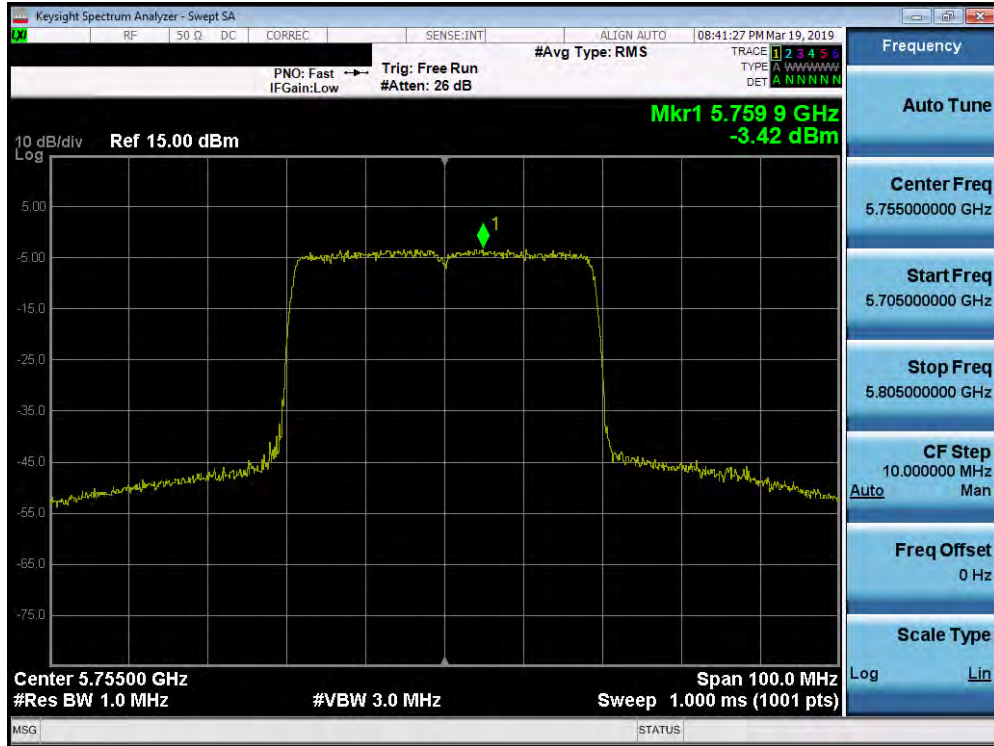 Keysight Spectrum Analyzer - Swept SA
LXI RF 50 Ω DC CORREC SENSE:INT ALIGN AUTO 08:41:27 PM Mar 19, 2019
PNO: Fast
IFGain:Low
Trig: Free Run
#Atten: 26 dB
#Avg Type: RMS
TRACE 1 2 3 4 5 6
TYPE A WWWWW
DET A N N N N N
Mkr1 5.759 9 GHz
-3.42 dBm
10 dB/div Ref 15.00 dBm
Log
1
5.00
-5.00
-15.0
-25.0
-35.0
-45.0
-55.0
-65.0
-75.0
Center 5.75500 GHz Span 100.0 MHz
#Res BW 1.0 MHz #VBW 3.0 MHz Sweep 1.000 ms (1001 pts)
MSG STATUS
Frequency
Auto Tune
Center Freq
5.755000000 GHz
Start Freq
5.705000000 GHz
Stop Freq
5.805000000 GHz
CF Step
10.000000 MHz
Auto Man
Freq Offset
0 Hz
Scale Type
Log Lin